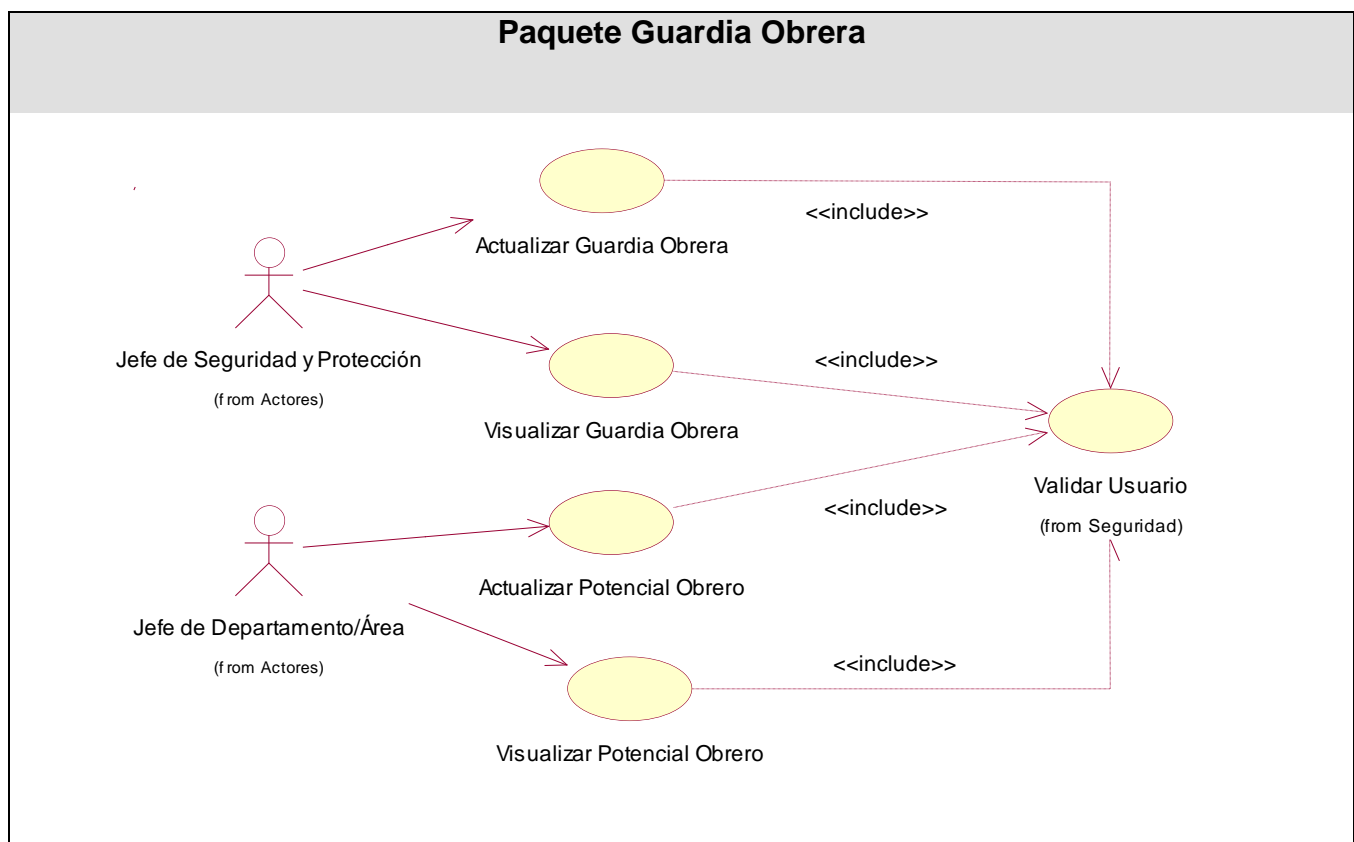 Paquete Guardia Obrera
<<include>>
Actualizar Guardia Obrera
Jefe de Seguridad y Protección
(from Actores)
<<include>>
Visualizar Guardia Obrera
Validar Usuario
(from Seguridad)
<<include>>
Actualizar Potencial Obrero
Jefe de Departamento/Área
(from Actores)
<<include>>
Visualizar Potencial Obrero